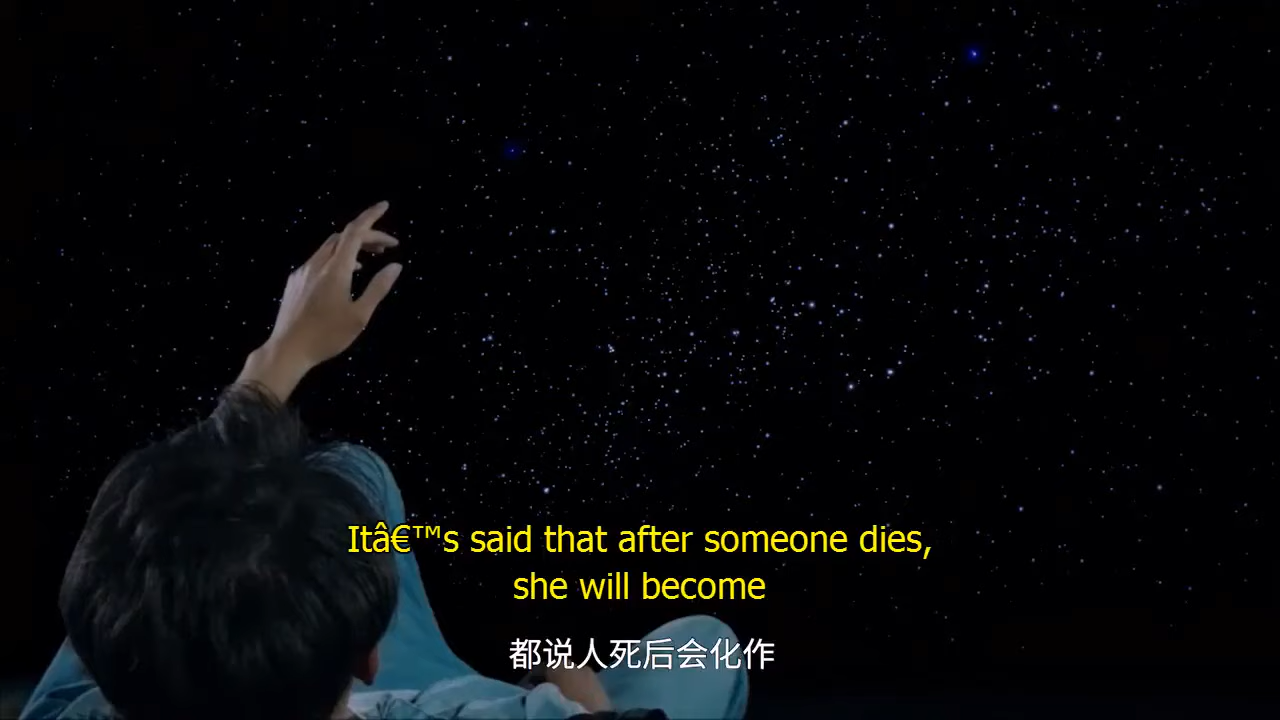 Itâ€™s said that after someone dies,
she will become
都说人死后会化作